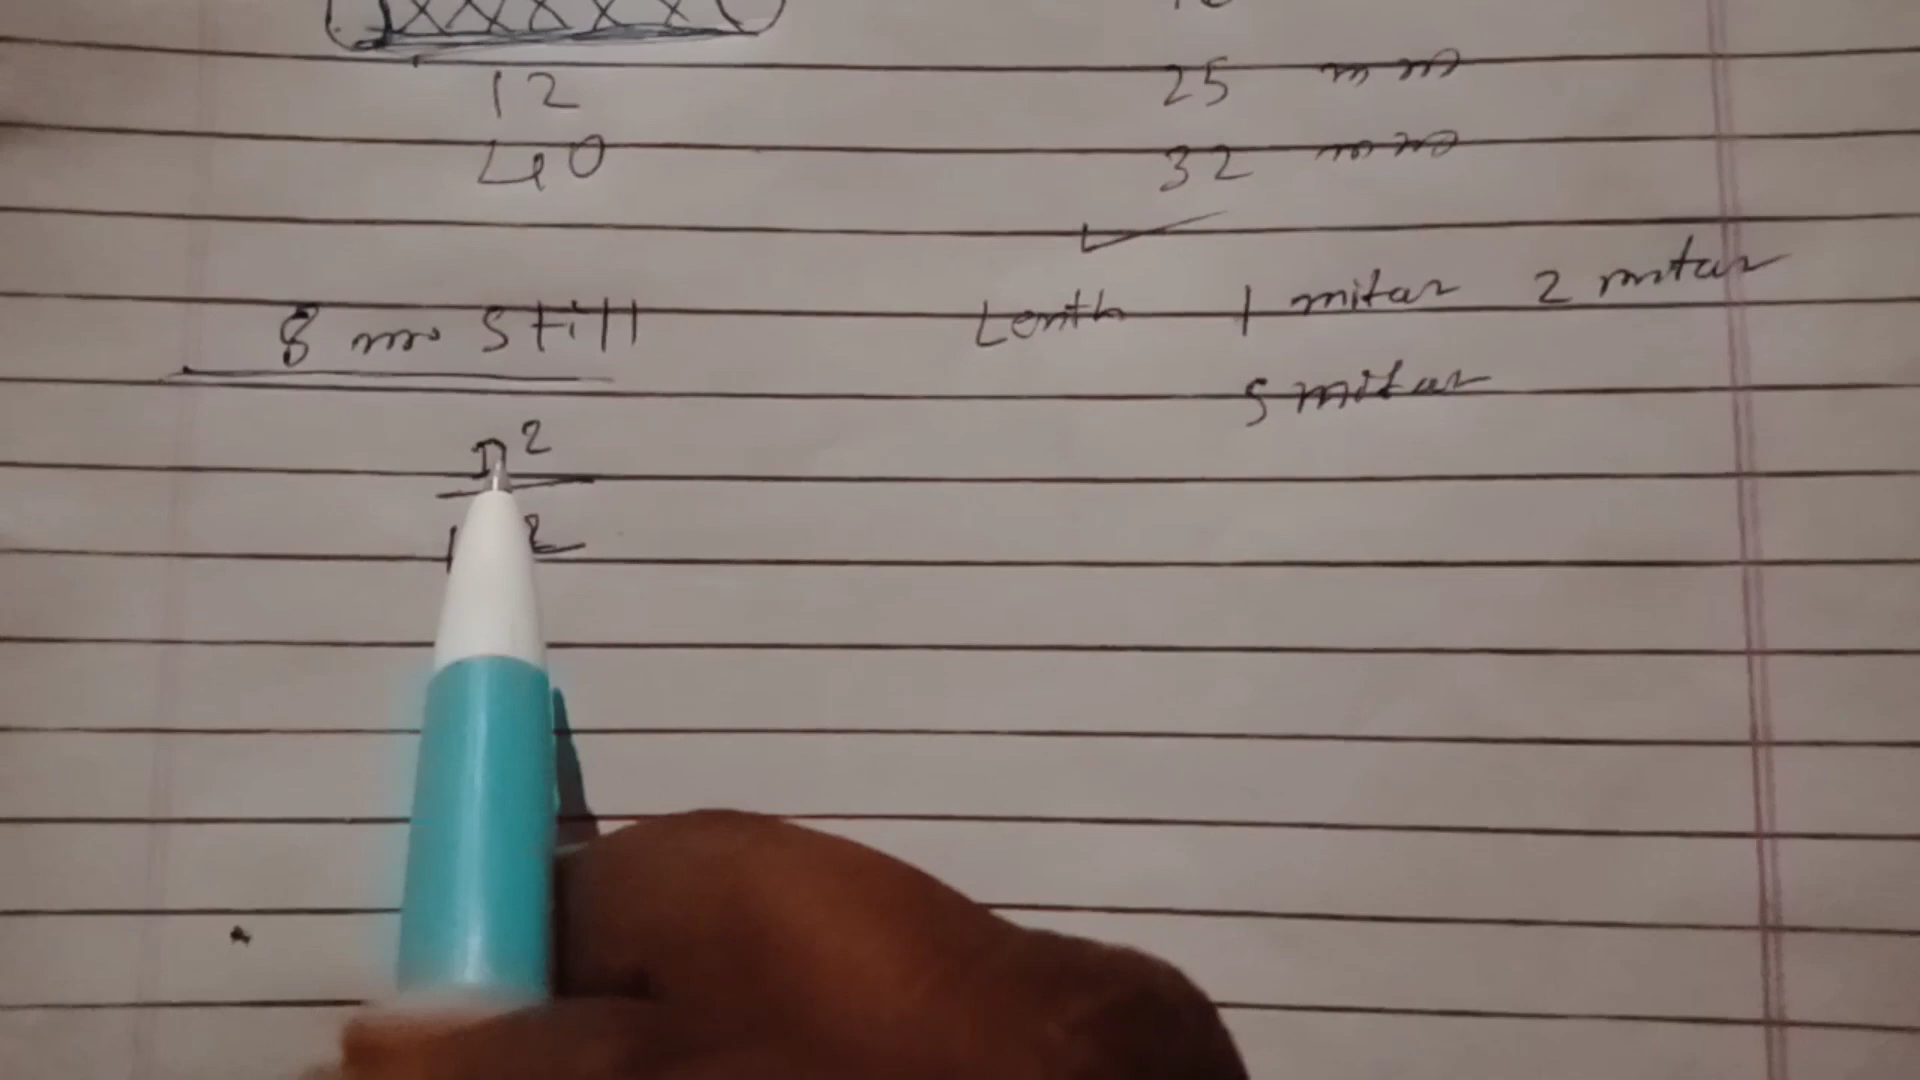 12 25 mm
40 32 mm
8 mm Still Lenth 1 mitar 2 mitar
5 mitar
D²